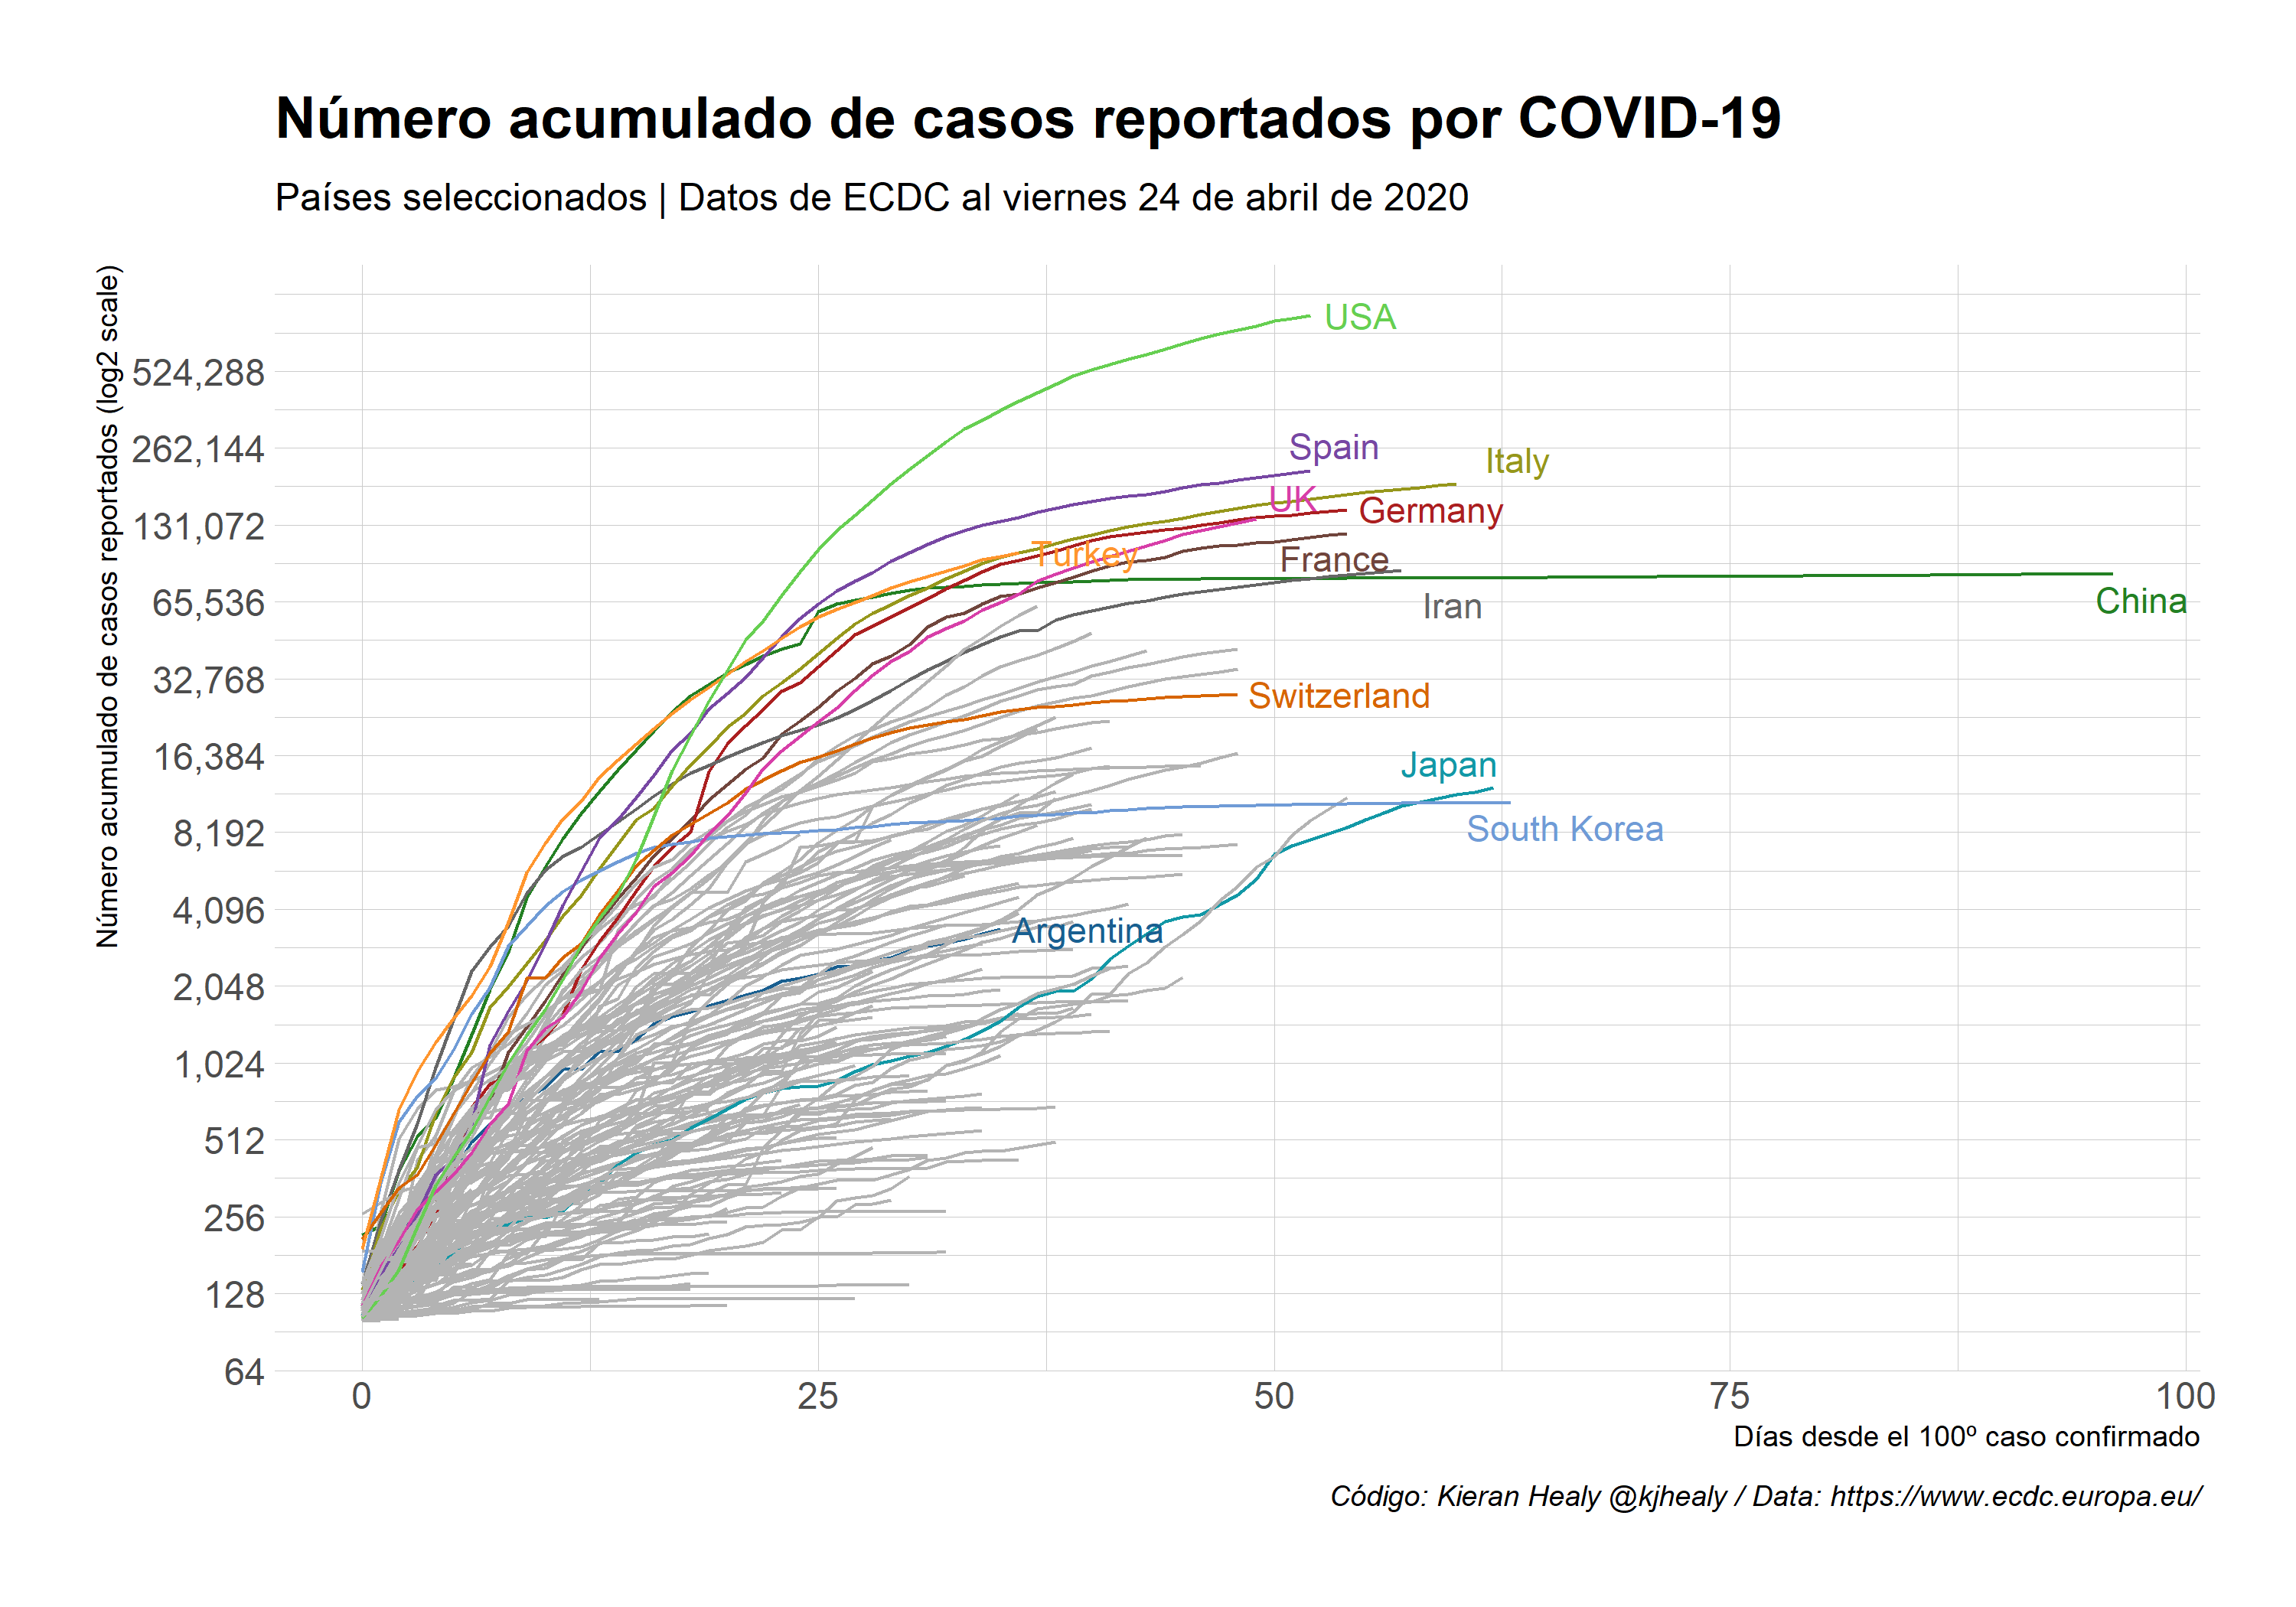 Número acumulado de casos reportados por COVID-19
Países seleccionados | Datos de ECDC al viernes 24 de abril de 2020
Número acumulado de casos reportados (log2 scale)
524,288
262,144
131,072
65,536
32,768
16,384
8,192
4,096
2,048
1,024
512
256
128
64
USA
Spain
Italy
UK
Germany
Turkey
France
Iran
China
Switzerland
Japan
South Korea
Argentina
0 25 50 75 100
Días desde el 100º caso confirmado
Código: Kieran Healy @kjhealy / Data: https://www.ecdc.europa.eu/